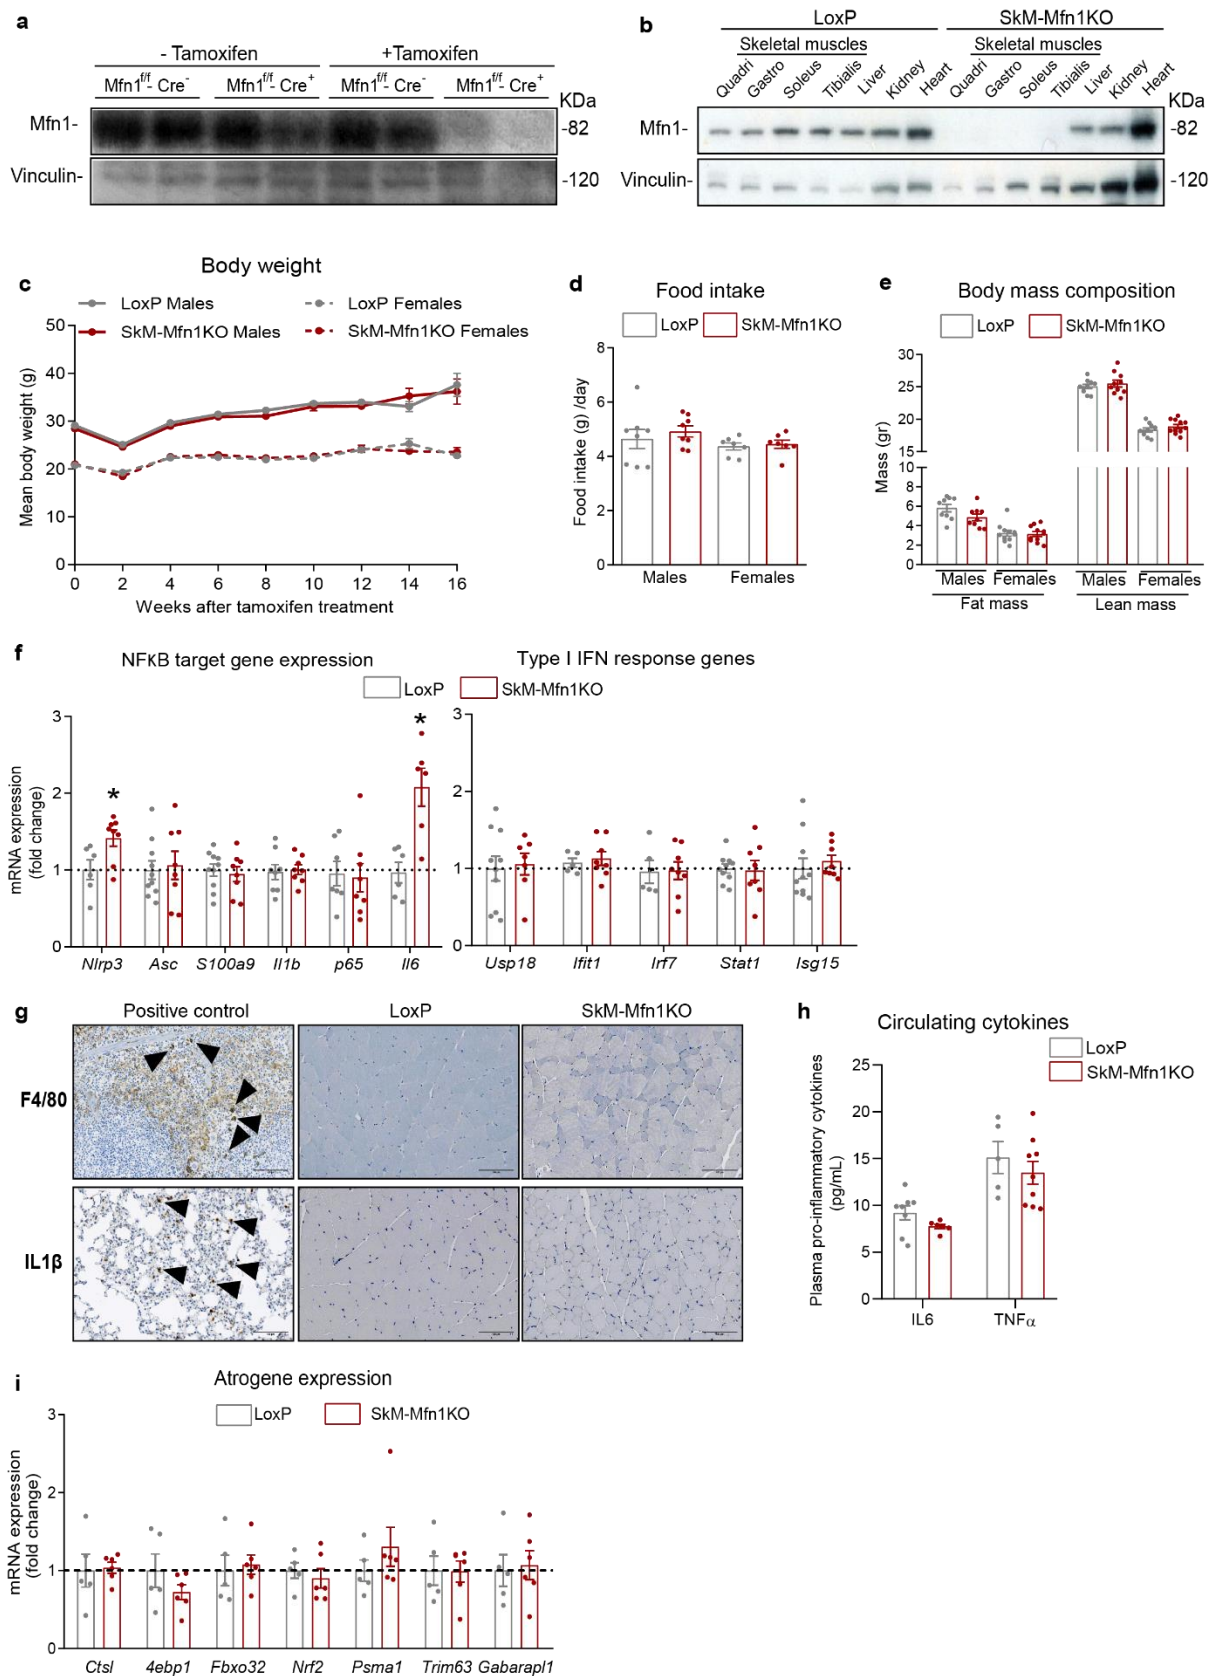 a
- Tamoxifen
+Tamoxifen
Mfn1f/f- Cre-
Mfn1f/f- Cre+
Mfn1f/f- Cre-
Mfn1f/f- Cre+
KDa
Mfn1-
-82
Vinculin-
-120
b
LoxP
SkM-Mfn1KO
Skeletal muscles
Skeletal muscles
Quadri
Gastro
Soleus
Tibialis
Liver
Kidney
Heart
Quadri
Gastro
Soleus
Tibialis
Liver
Kidney
Heart
KDa
Mfn1-
-82
Vinculin-
-120
c
Body weight
LoxP Males
LoxP Females
SkM-Mfn1KO Males
SkM-Mfn1KO Females
Mean body weight (g)
50
40
30
20
10
0
0 2 4 6 8 10 12 14 16
Weeks after tamoxifen treatment
d
Food intake
LoxP
SkM-Mfn1KO
Food intake (g) /day
8
6
4
2
0
Males Females
e
Body mass composition
LoxP
SkM-Mfn1KO
Mass (gr)
30
25
20
15
10
8
6
4
2
0
Males Females Males Females
Fat mass Lean mass
f
NFκB target gene expression
Type I IFN response genes
LoxP
SkM-Mfn1KO
mRNA expression
(fold change)
3
2
1
0
*
*
Nlrp3 Asc S100a9 Il1b p65 Il6
3
2
1
0
Usp18 Ifit1 Irf7 Stat1 Isg15
g
Positive control
LoxP
SkM-Mfn1KO
F4/80
IL1β
h
Circulating cytokines
LoxP
SkM-Mfn1KO
Plasma pro-inflammatory cytokines
(pg/mL)
25
20
15
10
5
0
IL6 TNFα
i
Atrogene expression
LoxP
SkM-Mfn1KO
mRNA expression
(fold change)
3
2
1
0
Ctsl 4ebp1 Fbxo32 Nrf2 Psma1 Trim63 Gabarapl1